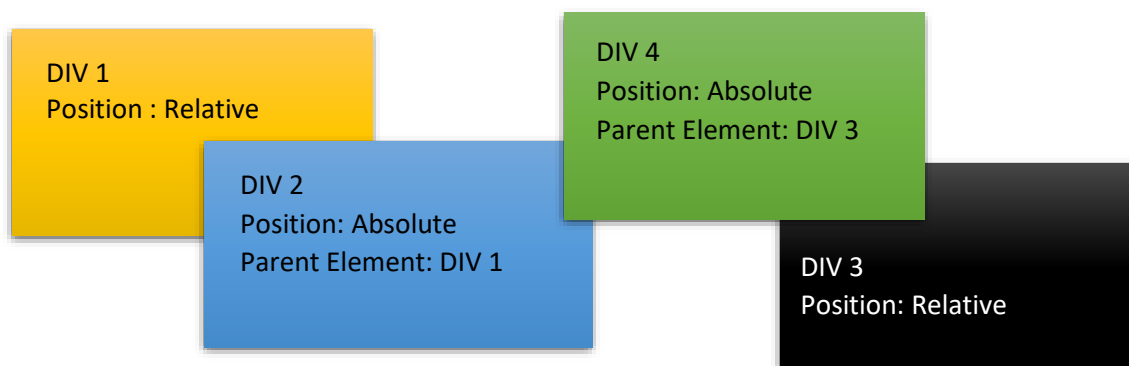 DIV 1
Position : Relative
DIV 2
Position: Absolute
Parent Element: DIV 1
DIV 4
Position: Absolute
Parent Element: DIV 3
DIV 3
Position: Relative